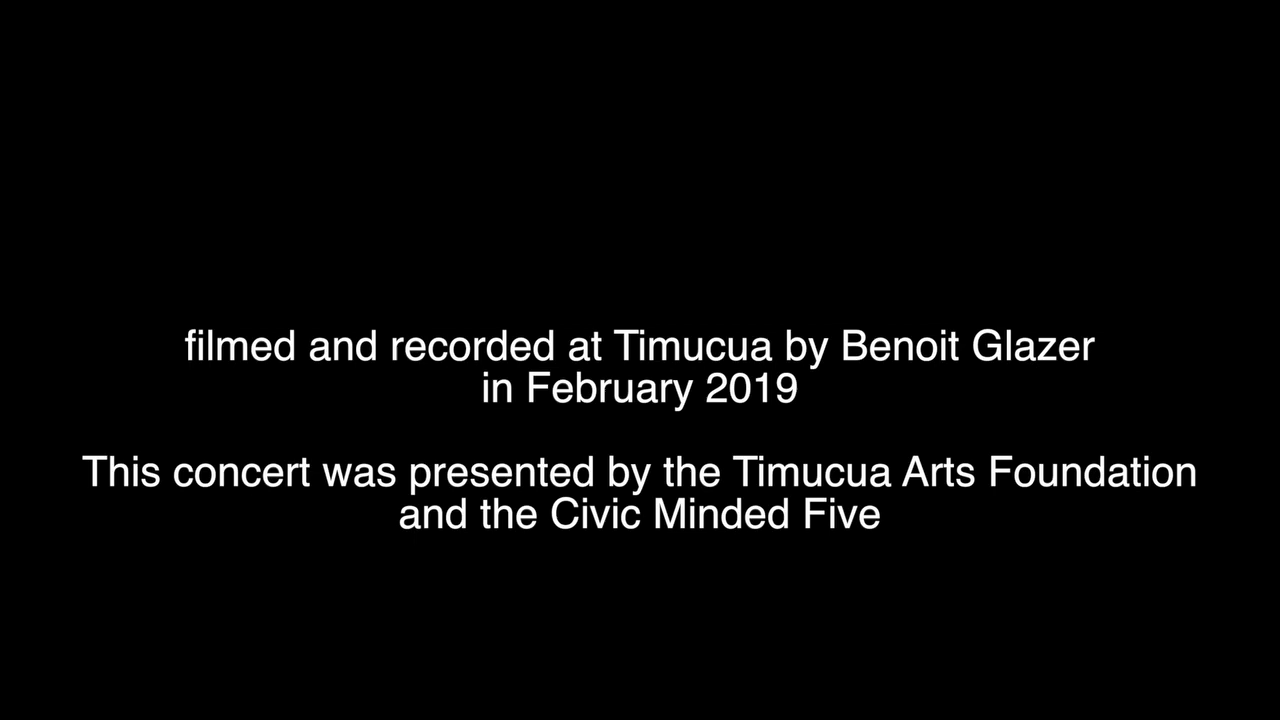 filmed and recorded at Timucua by Benoit Glazer
in February 2019
This concert was presented by the Timucua Arts Foundation
and the Civic Minded Five